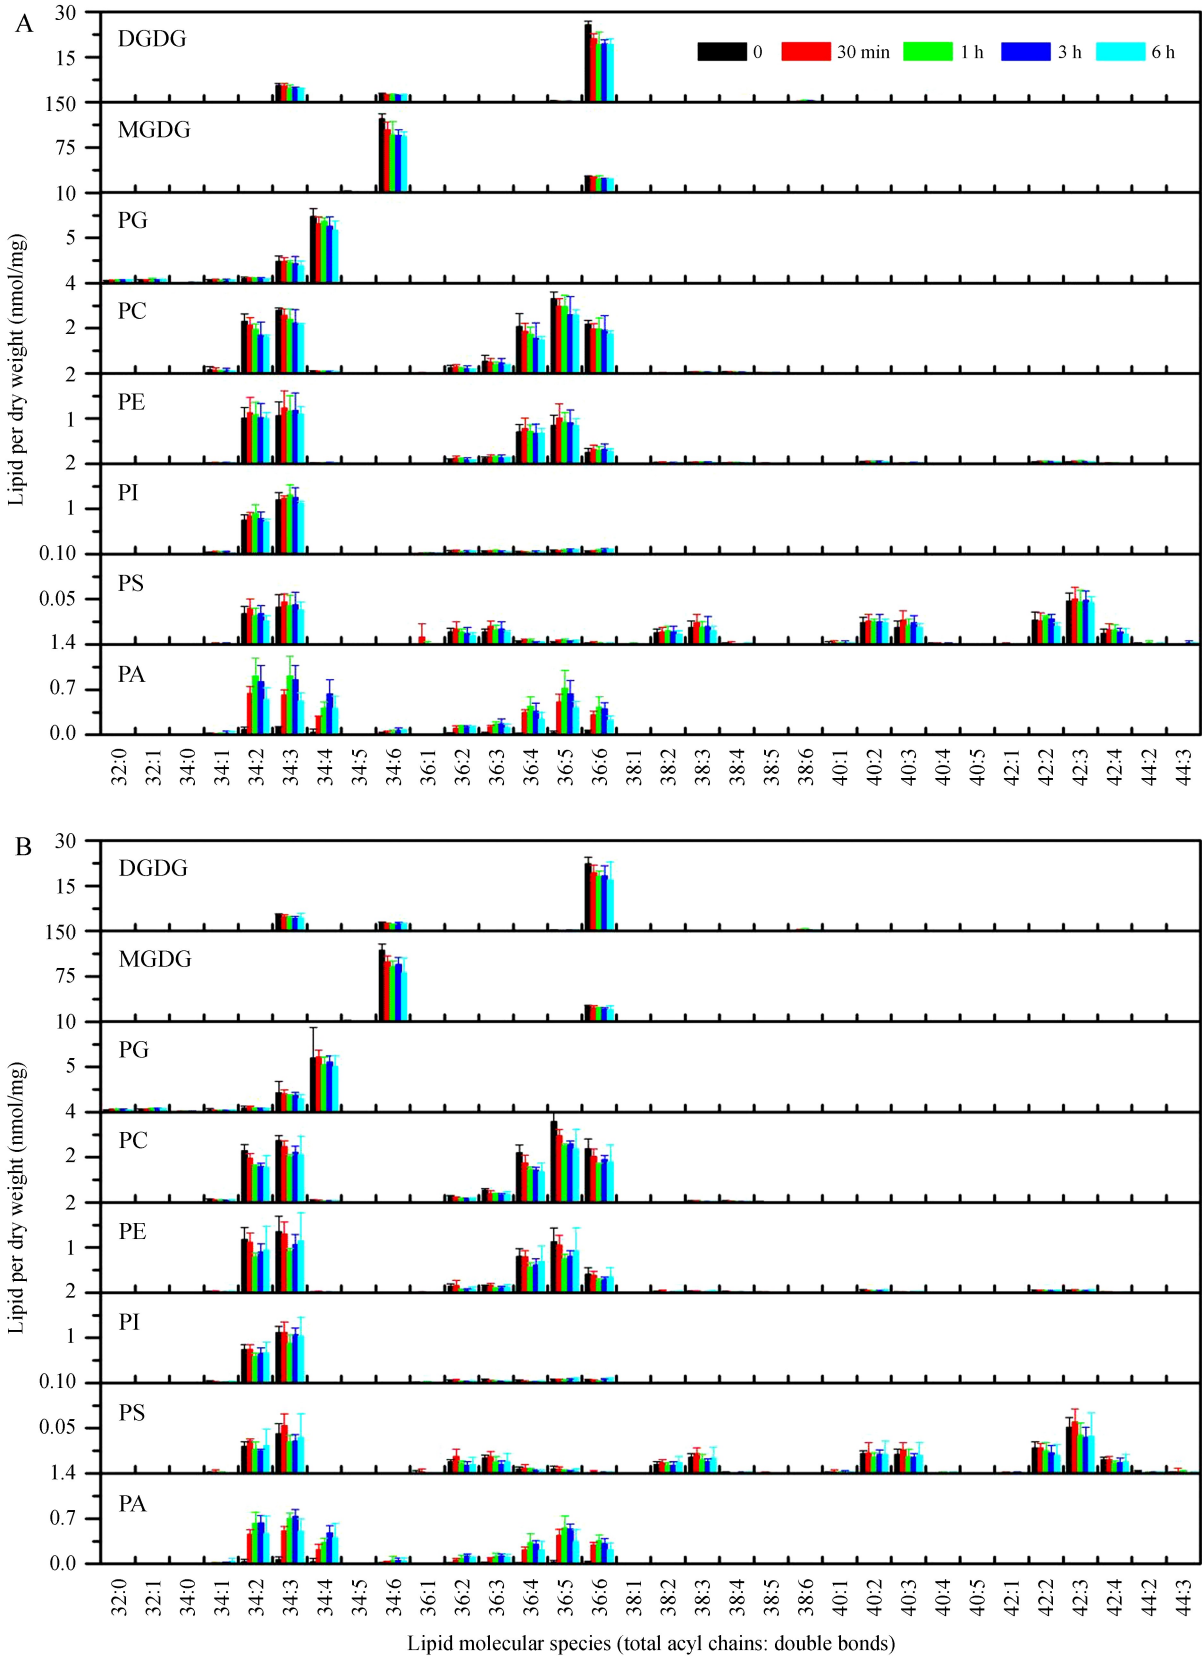 A
30
DGDG
0
30 min
1 h
3 h
6 h
15
150
MGDG
75
10
PG
5
4
PC
2
2
PE
1
2
PI
1
0.10
PS
0.05
1.4
PA
0.7
0.0
Lipid per dry weight (nmol/mg)
32:0 32:1 34:0 34:1 34:2 34:3 34:4 34:5 34:6 36:1 36:2 36:3 36:4 36:5 36:6 38:1 38:2 38:3 38:4 38:5 38:6 40:1 40:2 40:3 40:4 40:5 42:1 42:2 42:3 42:4 44:2 44:3
B
30
DGDG
15
150
MGDG
75
10
PG
5
4
PC
2
2
PE
1
2
PI
1
0.10
PS
0.05
1.4
PA
0.7
0.0
Lipid per dry weight (nmol/mg)
32:0 32:1 34:0 34:1 34:2 34:3 34:4 34:5 34:6 36:1 36:2 36:3 36:4 36:5 36:6 38:1 38:2 38:3 38:4 38:5 38:6 40:1 40:2 40:3 40:4 40:5 42:1 42:2 42:3 42:4 44:2 44:3
Lipid molecular species (total acyl chains: double bonds)